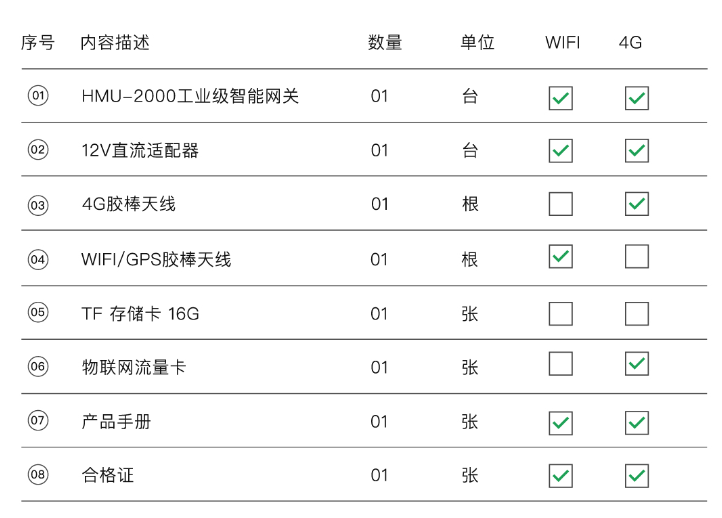 序号 内容描述 数量 单位 WIFI 4G
01 HMU-2000工业级智能网关 01 台
02 12V直流适配器 01 台
03 4G胶棒天线 01 根
04 WIFI/GPS胶棒天线 01 根
05 TF 存储卡 16G 01 张
06 物联网流量卡 01 张
07 产品手册 01 张
08 合格证 01 张